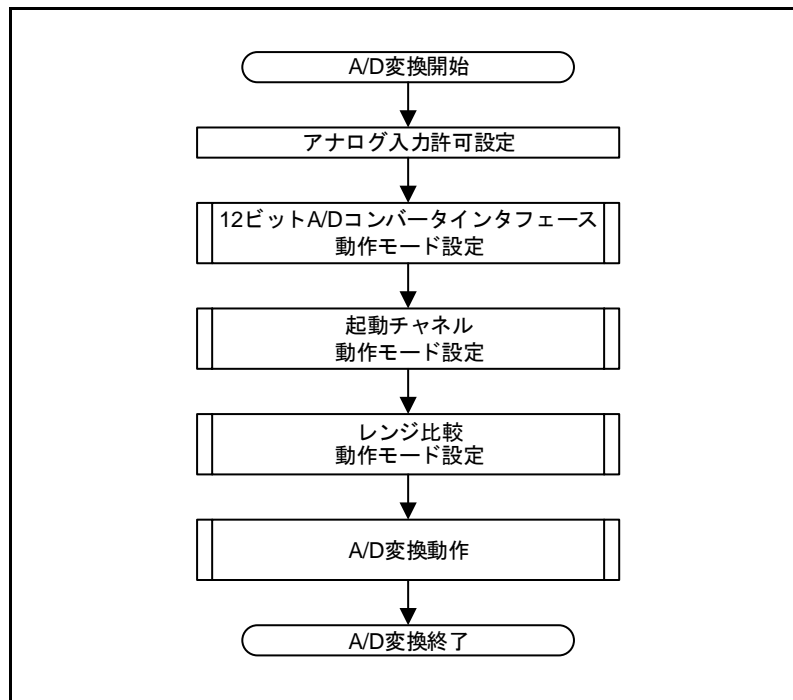 A/D変換開始
アナログ入力許可設定
12ビットA/Dコンバータインタフェース
動作モード設定
起動チャネル
動作モード設定
レンジ比較
動作モード設定
A/D変換動作
A/D変換終了